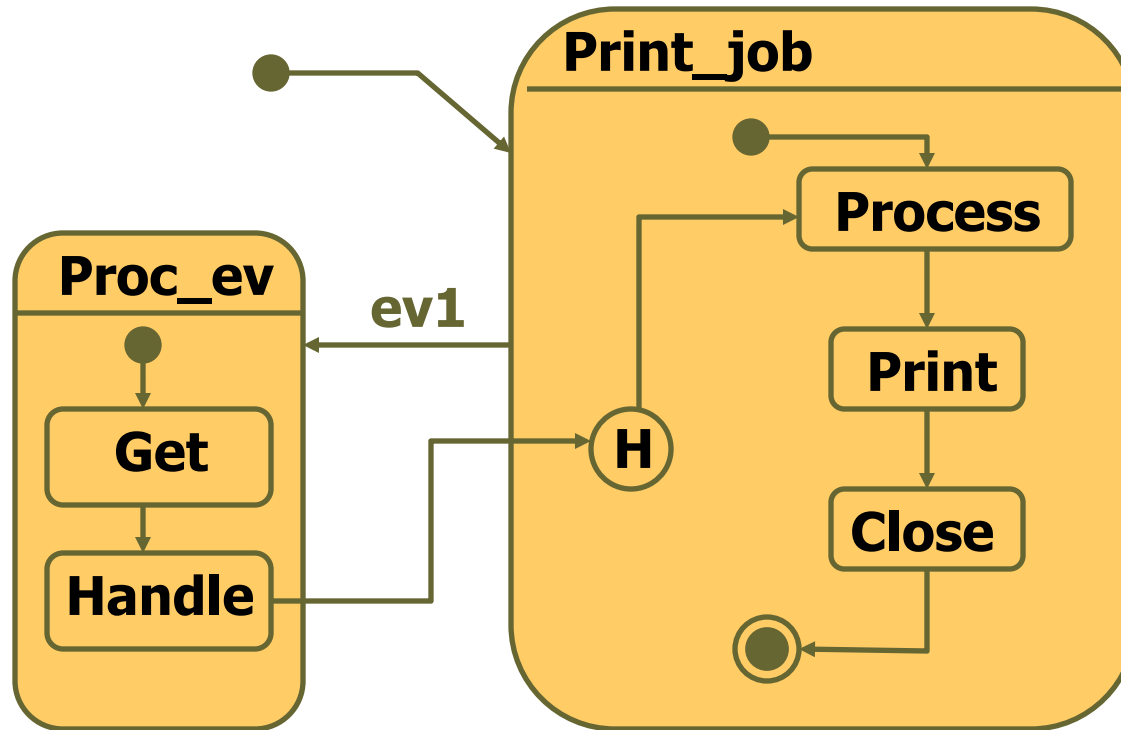 Print_job
Process
Proc_ev
ev1
Print
Get
H
Close
Handle